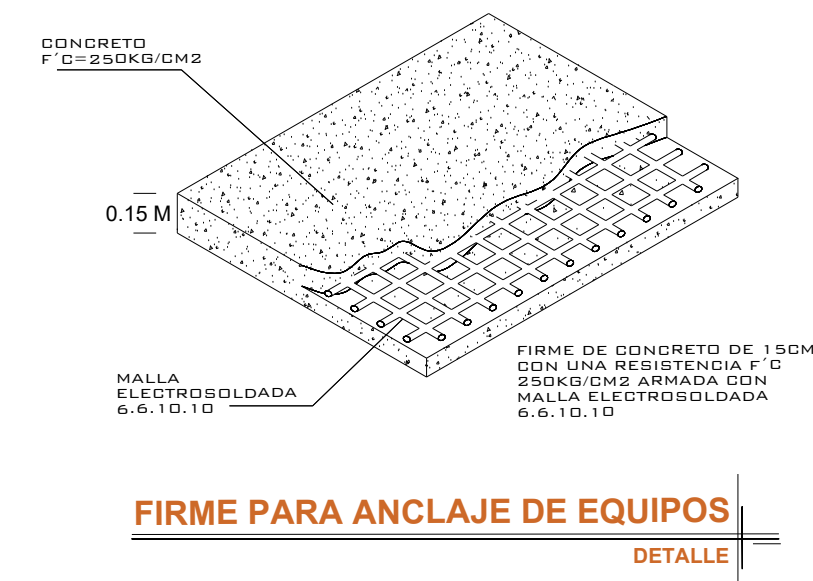 CONCRETO
F´C=250KG/CM2
0.15 M
MALLA
ELECTROSOLDADA
6.6.10.10
FIRME DE CONCRETO DE 15CM
CON UNA RESISTENCIA F´C
250KG/CM2 ARMADA CON
MALLA ELECTROSOLDADA
6.6.10.10
FIRME PARA ANCLAJE DE EQUIPOS
DETALLE